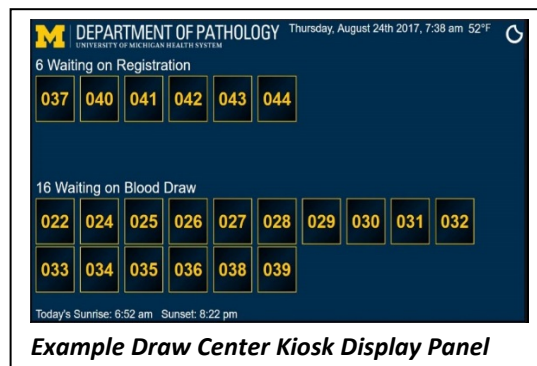 M DEPARTMENT OF PATHOLOGY Thursday, August 24th 2017, 7:38 am 52°F
UNIVERSITY OF MICHIGAN HEALTH SYSTEM
6 Waiting on Registration
037 040 041 042 043 044
16 Waiting on Blood Draw
022 024 025 026 027 028 029 030 031 032
033 034 035 036 038 039
Today's Sunrise: 6:52 am Sunset: 8:22 pm
Example Draw Center Kiosk Display Panel